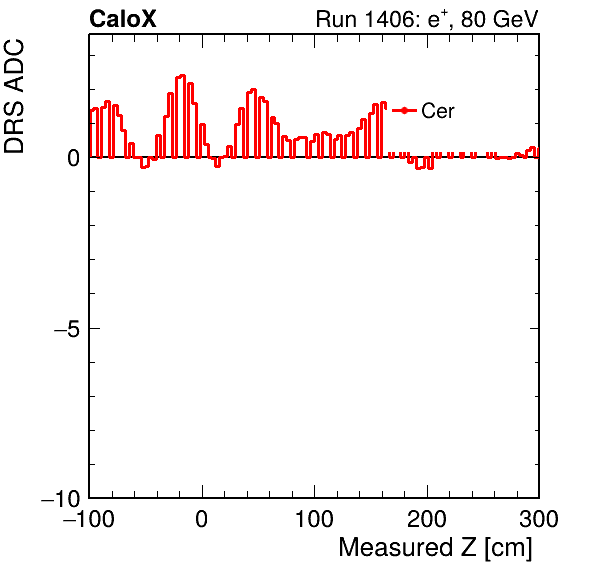 CaloX Run 1406: e⁺, 80 GeV
DRS ADC
Cer
0
−5
−10
−100 0 100 200 300
Measured Z [cm]